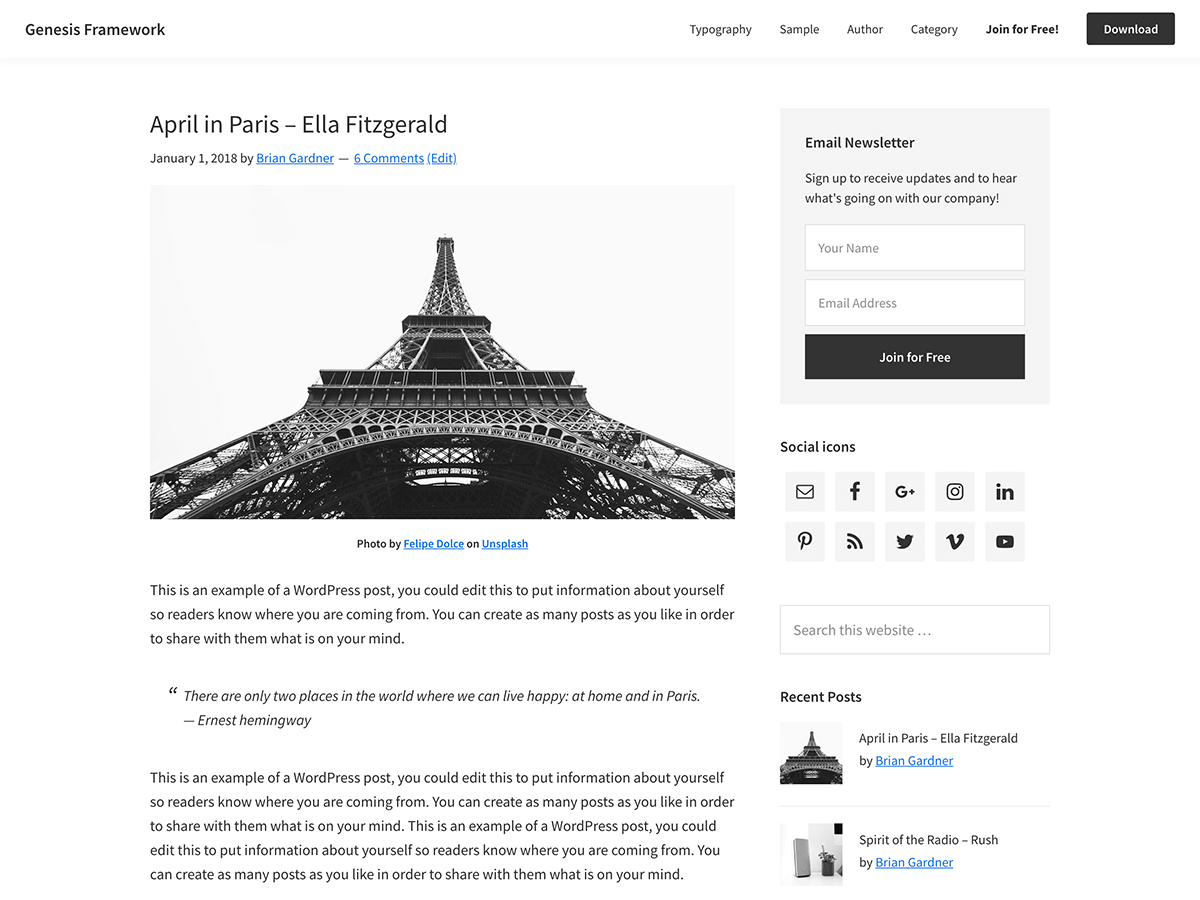 Genesis Framework
Typography
Sample
Author
Category
Join for Free!
Download
April in Paris – Ella Fitzgerald
January 1, 2018 by Brian Gardner — 6 Comments (Edit)
Photo by Felipe Dolce on Unsplash
This is an example of a WordPress post, you could edit this to put information about yourself
so readers know where you are coming from. You can create as many posts as you like in order
to share with them what is on your mind.
“ There are only two places in the world where we can live happy: at home and in Paris.
— Ernest hemingway
This is an example of a WordPress post, you could edit this to put information about yourself
so readers know where you are coming from. You can create as many posts as you like in order
to share with them what is on your mind. This is an example of a WordPress post, you could
edit this to put information about yourself so readers know where you are coming from. You
can create as many posts as you like in order to share with them what is on your mind.
Email Newsletter
Sign up to receive updates and to hear
what's going on with our company!
Your Name
Email Address
Join for Free
Social icons
Search this website …
Recent Posts
April in Paris – Ella Fitzgerald
by Brian Gardner
Spirit of the Radio – Rush
by Brian Gardner